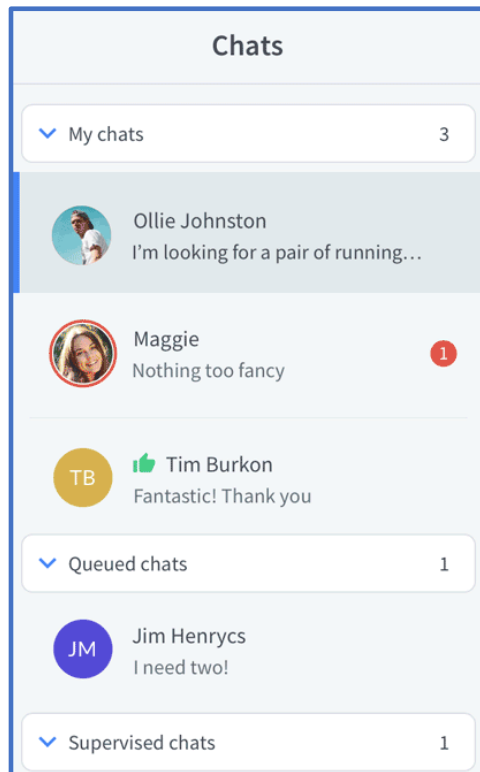 Chats
My chats 3
Ollie Johnston
I'm looking for a pair of running…
Maggie
Nothing too fancy
1
TB
Tim Burkon
Fantastic! Thank you
Queued chats 1
JM
Jim Henrycs
I need two!
Supervised chats 1